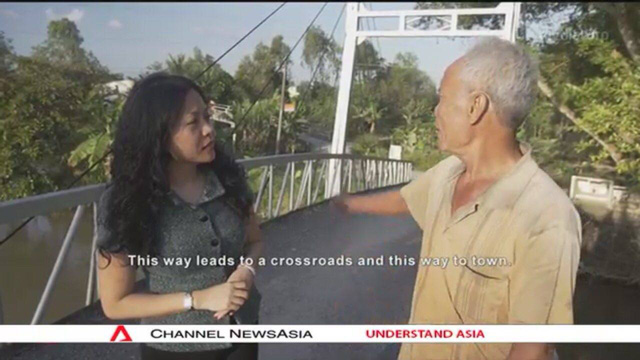 This way leads to a crossroads and this way to town.
CHANNEL NEWSASIA
UNDERSTAND ASIA